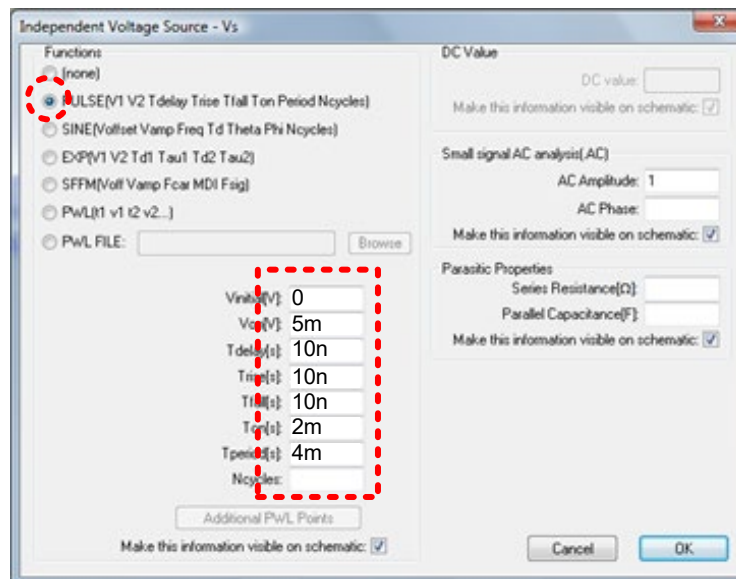 Independent Voltage Source - Vs
Functions
(none)
PULSE(V1 V2 Tdelay Trise Tfall Ton Period Ncycles)
SINE(Voffset Vamp Freq Td Theta Phi Ncycles)
EXP(V1 V2 Td1 Tau1 Td2 Tau2)
SFFM(Voff Vamp Fcar MDI Fsig)
PWL(t1 v1 t2 v2...)
PWL FILE: Browse
Vinitial[V]: 0
Von[V]: 5m
Tdelay[s]: 10n
Trise[s]: 10n
Tfall[s]: 10n
Ton[s]: 2m
Tperiod[s]: 4m
Ncycles:
Additional PWL Points
Make this information visible on schematic:
DC Value
DC value:
Make this information visible on schematic:
Small signal AC analysis(.AC)
AC Amplitude: 1
AC Phase:
Make this information visible on schematic:
Parasitic Properties
Series Resistance[Ω]:
Parallel Capacitance[F]:
Make this information visible on schematic:
Cancel OK